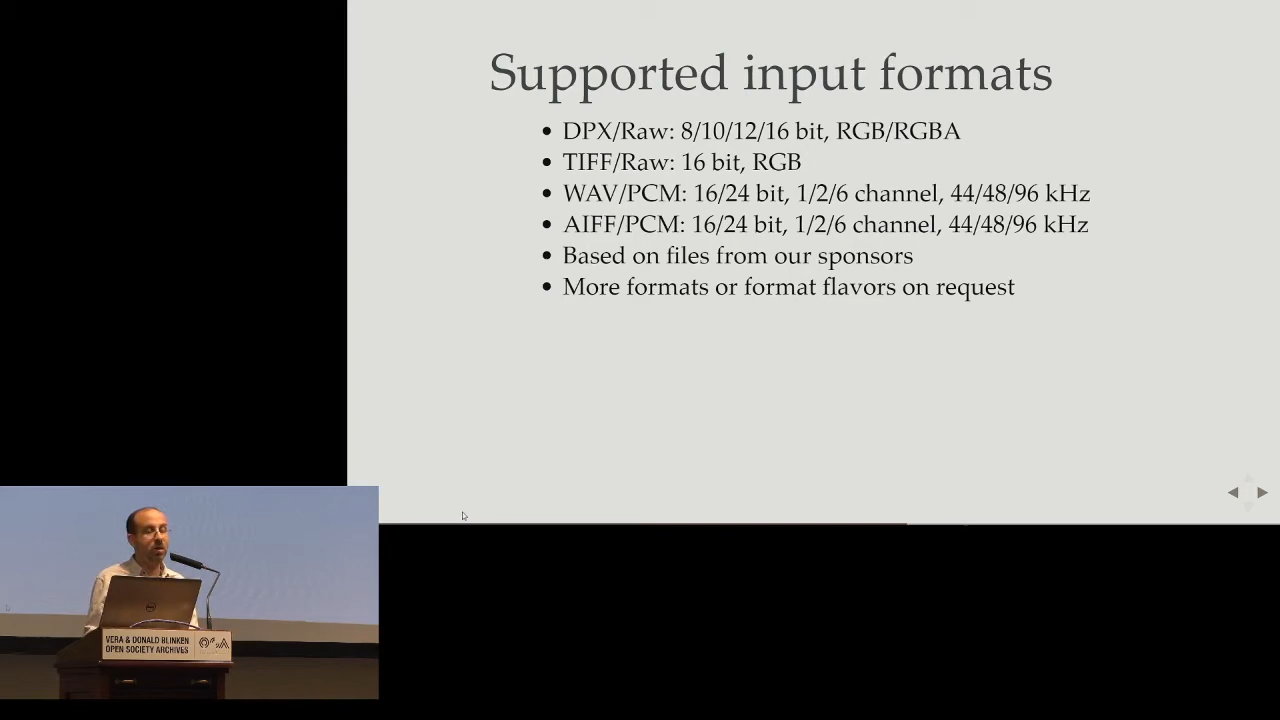 Supported input formats
• DPX/Raw: 8/10/12/16 bit, RGB/RGBA
• TIFF/Raw: 16 bit, RGB
• WAV/PCM: 16/24 bit, 1/2/6 channel, 44/48/96 kHz
• AIFF/PCM: 16/24 bit, 1/2/6 channel, 44/48/96 kHz
• Based on files from our sponsors
• More formats or format flavors on request
VERA & DONALD BLINKEN
OPEN SOCIETY ARCHIVES